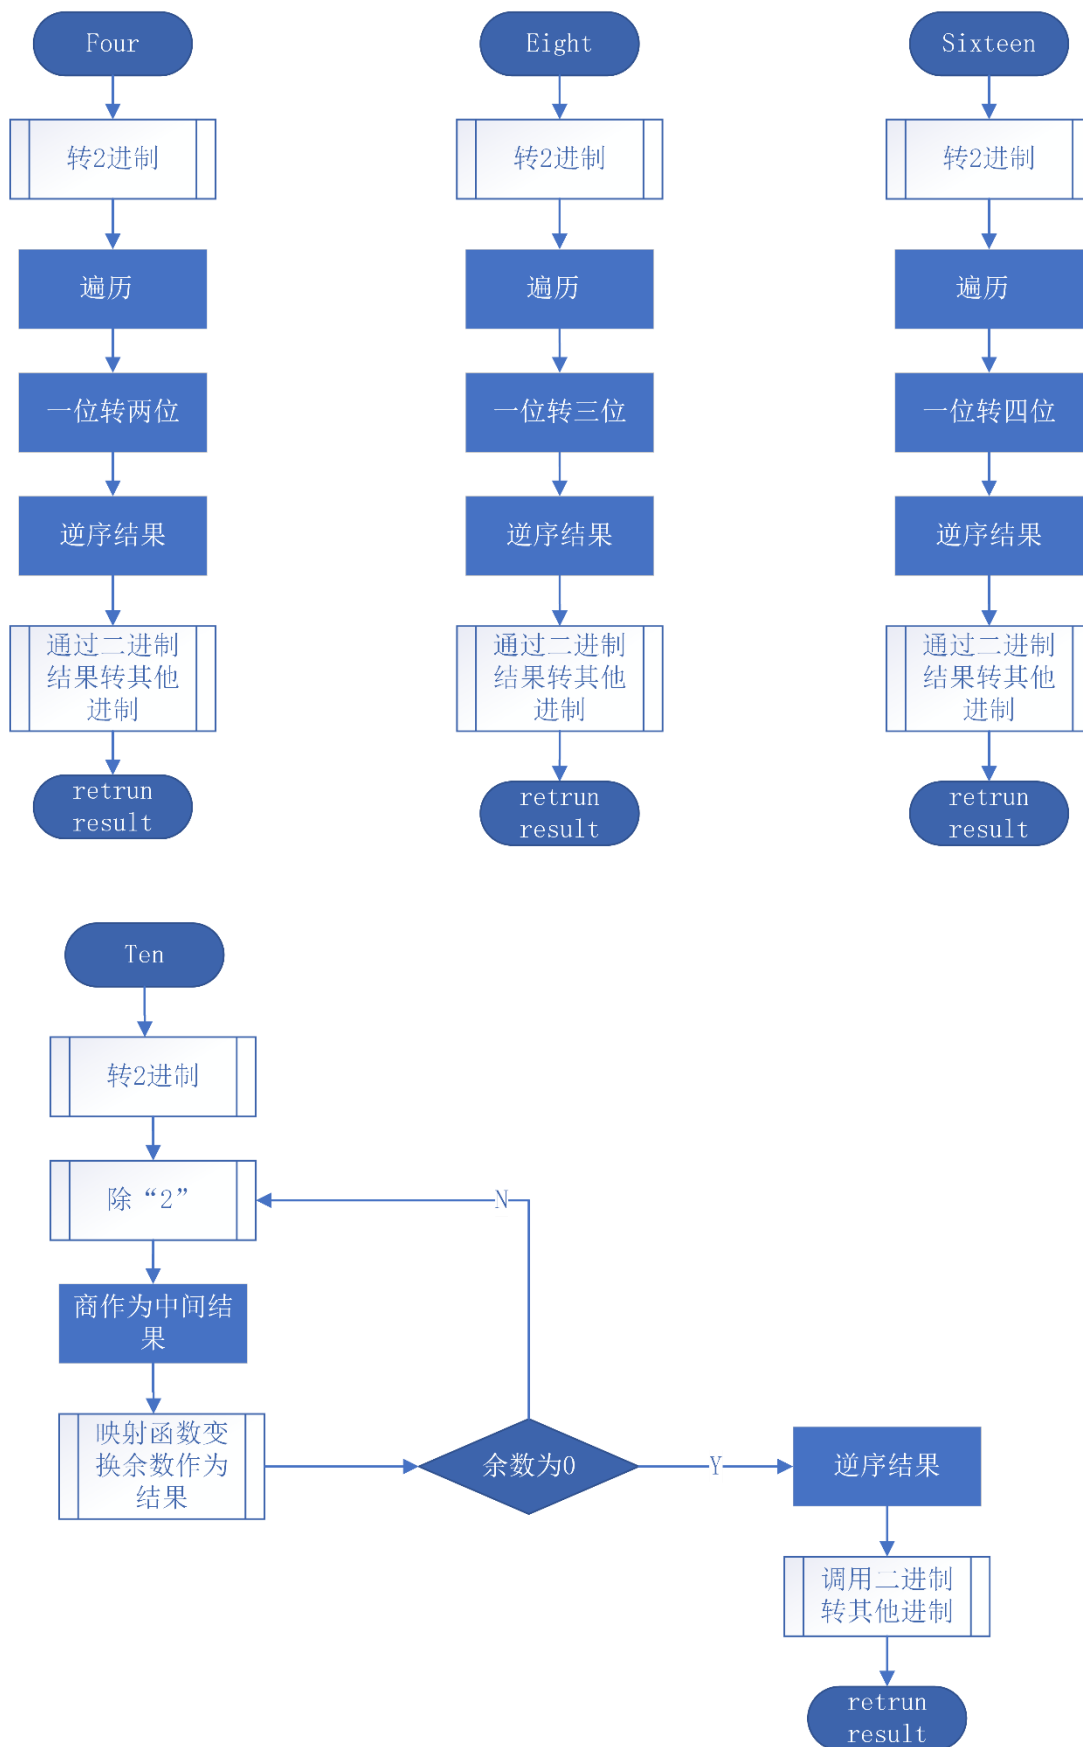 Four
转2进制
遍历
一位转两位
逆序结果
通过二进制
结果转其他
进制
retrun
result
Eight
转2进制
遍历
一位转三位
逆序结果
通过二进制
结果转其他
进制
retrun
result
Sixteen
转2进制
遍历
一位转四位
逆序结果
通过二进制
结果转其他
进制
retrun
result
Ten
转2进制
除“2”
商作为中间结
果
映射函数变
换余数作为
结果
余数为0
N
Y
逆序结果
调用二进制
转其他进制
retrun
result